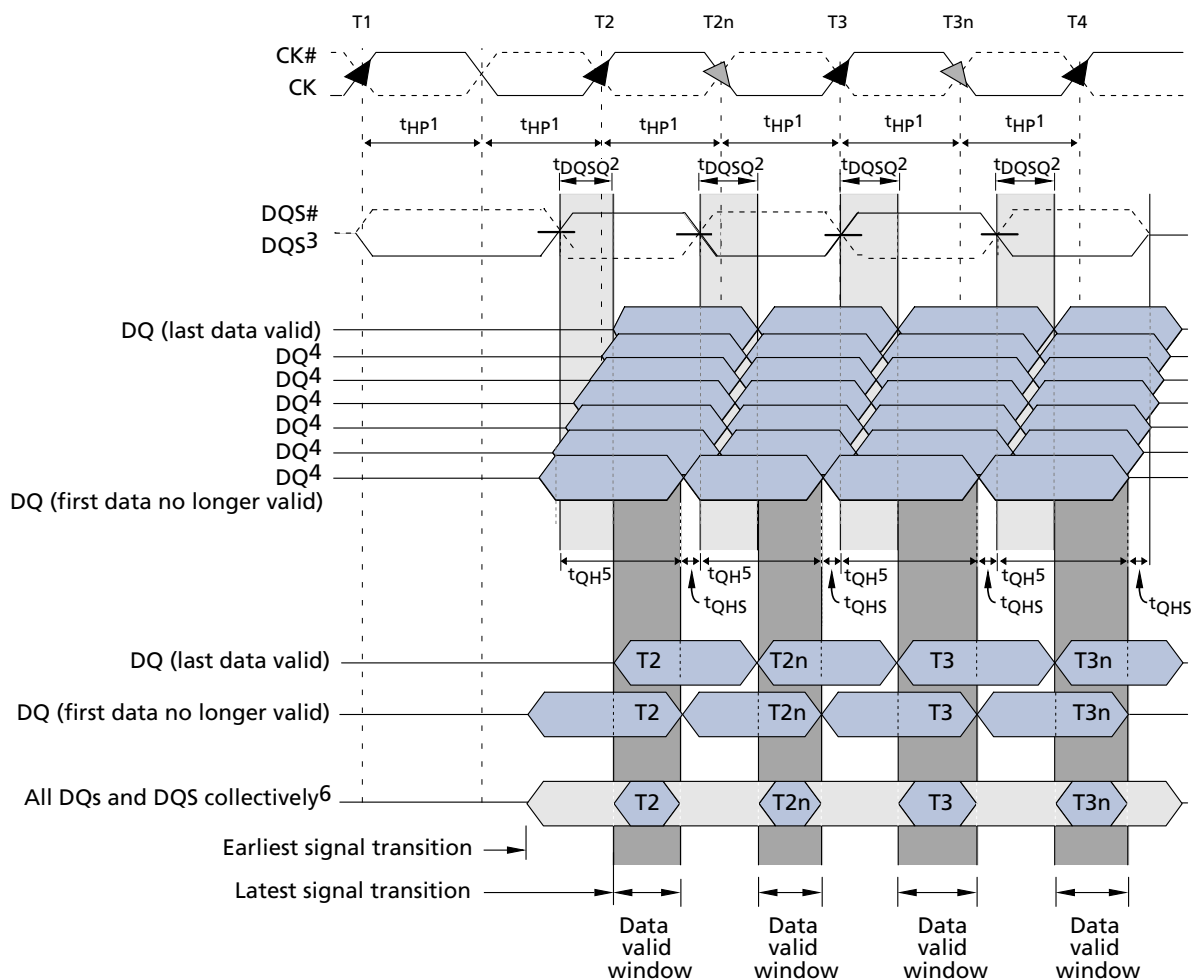 T1 T2 T2n T3 T3n T4
CK#
CK
tHP1 tHP1 tHP1 tHP1 tHP1 tHP1
tDQSQ2 tDQSQ2 tDQSQ2 tDQSQ2
DQS#
DQS3
DQ (last data valid)
DQ4
DQ4
DQ4
DQ4
DQ4
DQ4
DQ (first data no longer valid)
tQH5 tQH5 tQH5 tQH5
tQHS tQHS tQHS tQHS
DQ (last data valid) T2 T2n T3 T3n
DQ (first data no longer valid) T2 T2n T3 T3n
All DQs and DQS collectively6 T2 T2n T3 T3n
Earliest signal transition
Latest signal transition
Data Data Data Data
valid valid valid valid
window window window window